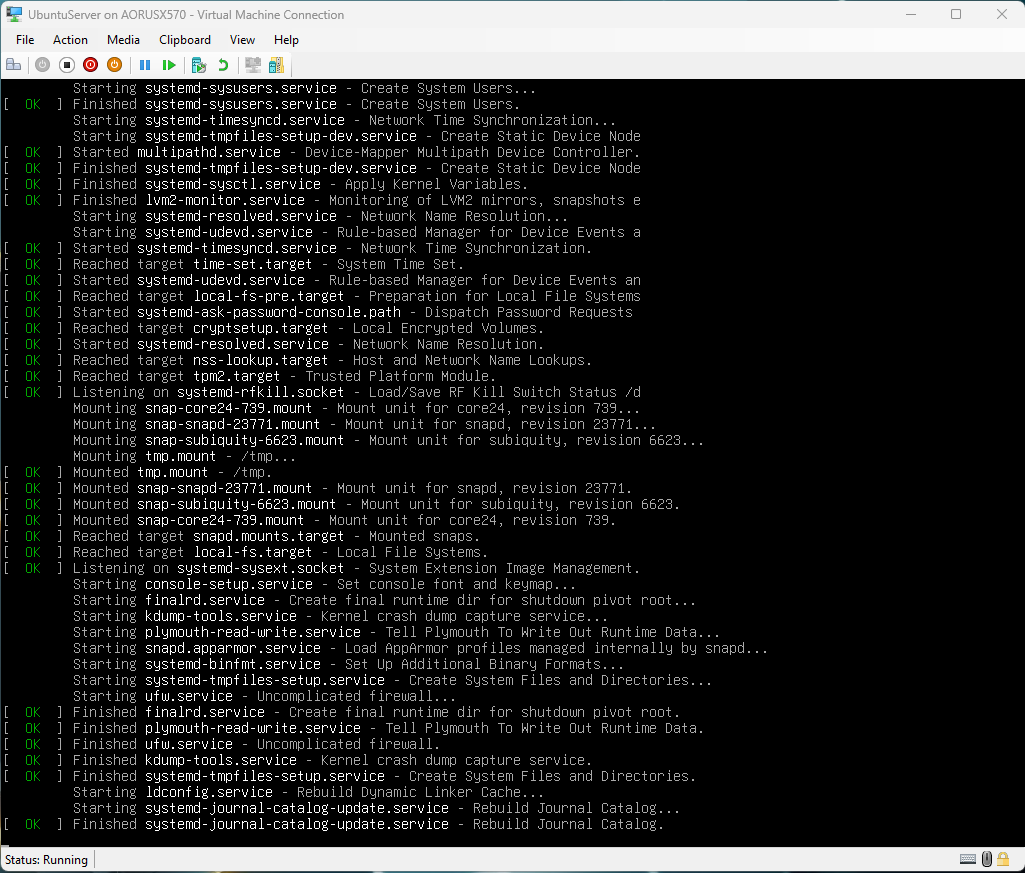 UbuntuServer on AORUSX570 - Virtual Machine Connection
File Action Media Clipboard View Help
Starting systemd-sysusers.service - Create System Users...
[ OK ] Finished systemd-sysusers.service - Create System Users.
Starting systemd-timesyncd.service - Network Time Synchronization...
Starting systemd-tmpfiles-setup-dev.service - Create Static Device Node
[ OK ] Started multipathd.service - Device-Mapper Multipath Device Controller.
[ OK ] Finished systemd-tmpfiles-setup-dev.service - Create Static Device Node
[ OK ] Finished systemd-sysctl.service - Apply Kernel Variables.
[ OK ] Finished lvm2-monitor.service - Monitoring of LVM2 mirrors, snapshots e
Starting systemd-resolved.service - Network Name Resolution...
Starting systemd-udevd.service - Rule-based Manager for Device Events a
[ OK ] Started systemd-timesyncd.service - Network Time Synchronization.
[ OK ] Reached target time-set.target - System Time Set.
[ OK ] Started systemd-udevd.service - Rule-based Manager for Device Events an
[ OK ] Reached target local-fs-pre.target - Preparation for Local File Systems
[ OK ] Started systemd-ask-password-console.path - Dispatch Password Requests
[ OK ] Reached target cryptsetup.target - Local Encrypted Volumes.
[ OK ] Started systemd-resolved.service - Network Name Resolution.
[ OK ] Reached target nss-lookup.target - Host and Network Name Lookups.
[ OK ] Reached target tpm2.target - Trusted Platform Module.
[ OK ] Listening on systemd-rfkill.socket - Load/Save RF Kill Switch Status /d
Mounting snap-core24-739.mount - Mount unit for core24, revision 739...
Mounting snap-snapd-23771.mount - Mount unit for snapd, revision 23771...
Mounting snap-subiquity-6623.mount - Mount unit for subiquity, revision 6623...
Mounting tmp.mount - /tmp...
[ OK ] Mounted tmp.mount - /tmp.
[ OK ] Mounted snap-snapd-23771.mount - Mount unit for snapd, revision 23771.
[ OK ] Mounted snap-subiquity-6623.mount - Mount unit for subiquity, revision 6623.
[ OK ] Mounted snap-core24-739.mount - Mount unit for core24, revision 739.
[ OK ] Reached target snapd.mounts.target - Mounted snaps.
[ OK ] Reached target local-fs.target - Local File Systems.
[ OK ] Listening on systemd-sysext.socket - System Extension Image Management.
Starting console-setup.service - Set console font and keymap...
Starting finalrd.service - Create final runtime dir for shutdown pivot root...
Starting kdump-tools.service - Kernel crash dump capture service...
Starting plymouth-read-write.service - Tell Plymouth To Write Out Runtime Data...
Starting snapd.apparmor.service - Load AppArmor profiles managed internally by snapd...
Starting systemd-binfmt.service - Set Up Additional Binary Formats...
Starting systemd-tmpfiles-setup.service - Create System Files and Directories...
Starting ufw.service - Uncomplicated firewall...
[ OK ] Finished finalrd.service - Create final runtime dir for shutdown pivot root.
[ OK ] Finished plymouth-read-write.service - Tell Plymouth To Write Out Runtime Data.
[ OK ] Finished ufw.service - Uncomplicated firewall.
[ OK ] Finished kdump-tools.service - Kernel crash dump capture service.
[ OK ] Finished systemd-tmpfiles-setup.service - Create System Files and Directories.
Starting ldconfig.service - Rebuild Dynamic Linker Cache...
Starting systemd-journal-catalog-update.service - Rebuild Journal Catalog...
[ OK ] Finished systemd-journal-catalog-update.service - Rebuild Journal Catalog.
Status: Running